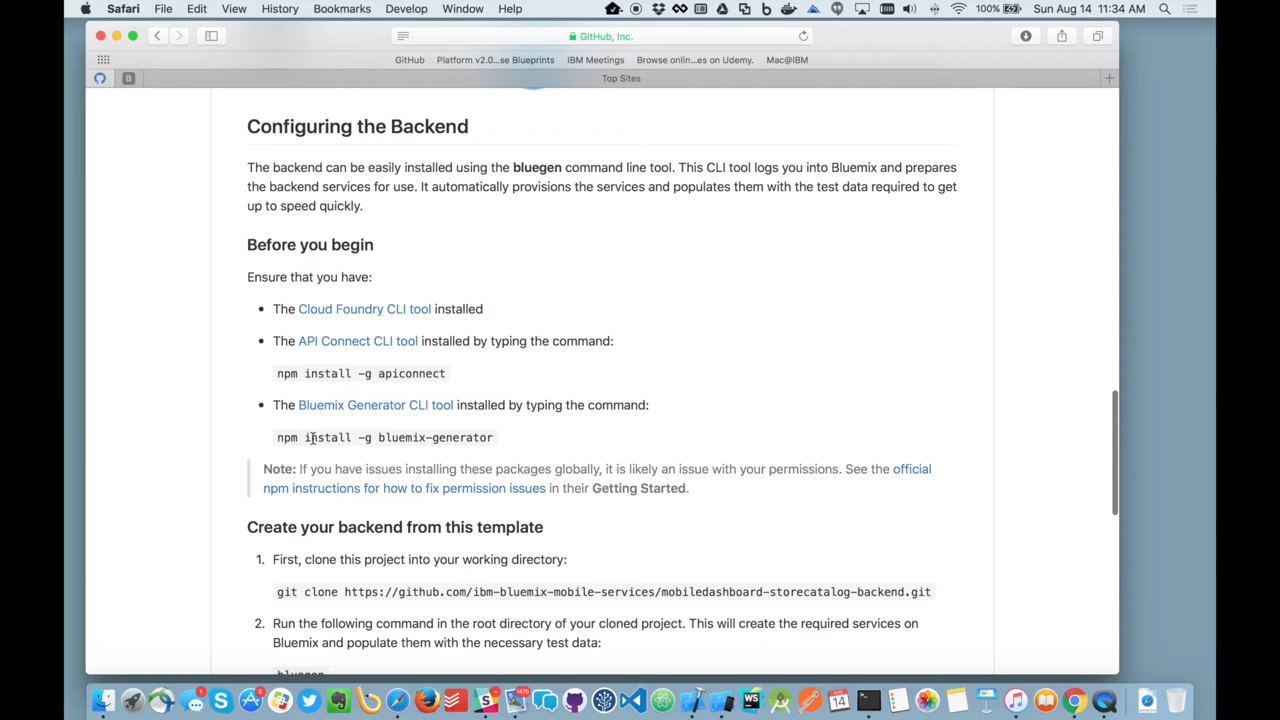 Safari File Edit View History Bookmarks Develop Window Help 100% Sun Aug 14 11:34 AM
GitHub, Inc.
GitHub Platform v2.0...se Blueprints IBM Meetings Browse onlin...es on Udemy. Mac@IBM
B Top Sites
Configuring the Backend
The backend can be easily installed using the bluegen command line tool. This CLI tool logs you into Bluemix and prepares
the backend services for use. It automatically provisions the services and populates them with the test data required to get
up to speed quickly.
Before you begin
Ensure that you have:
• The Cloud Foundry CLI tool installed
• The API Connect CLI tool installed by typing the command:
npm install -g apiconnect
• The Bluemix Generator CLI tool installed by typing the command:
npm install -g bluemix-generator
Note: If you have issues installing these packages globally, it is likely an issue with your permissions. See the official
npm instructions for how to fix permission issues in their Getting Started.
Create your backend from this template
1. First, clone this project into your working directory:
git clone https://github.com/ibm-bluemix-mobile-services/mobiledashboard-storecatalog-backend.git
2. Run the following command in the root directory of your cloned project. This will create the required services on
Bluemix and populate them with the necessary test data:
bluegen